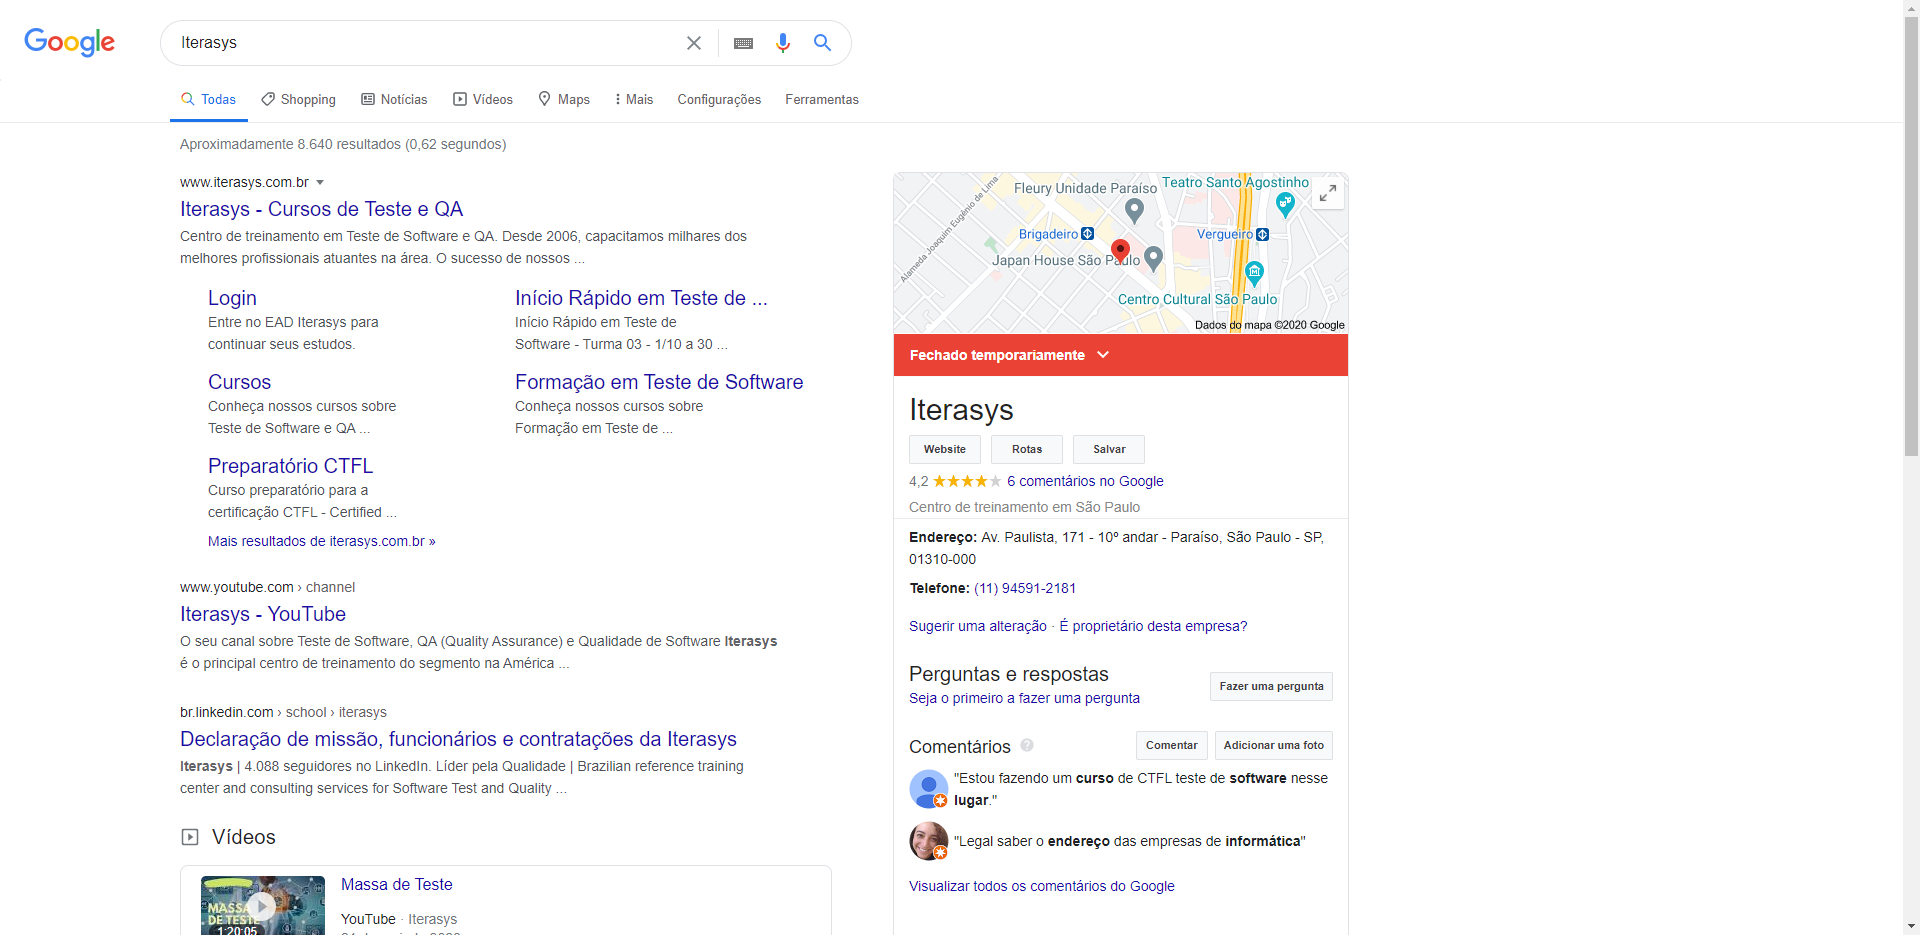 Google
Iterasys
Todas
Shopping
Notícias
Vídeos
Maps
Mais
Configurações
Ferramentas
Aproximadamente 8.640 resultados (0,62 segundos)
www.iterasys.com.br
Iterasys - Cursos de Teste e QA
Centro de treinamento em Teste de Software e QA. Desde 2006, capacitamos milhares dos
melhores profissionais atuantes na área. O sucesso de nossos ...
Login
Entre no EAD Iterasys para
continuar seus estudos.
Início Rápido em Teste de ...
Início Rápido em Teste de
Software - Turma 03 - 1/10 a 30 ...
Cursos
Conheça nossos cursos sobre
Teste de Software e QA ...
Formação em Teste de Software
Conheça nossos cursos sobre
Formação em Teste de ...
Preparatório CTFL
Curso preparatório para a
certificação CTFL - Certified ...
Mais resultados de iterasys.com.br »
www.youtube.com › channel
Iterasys - YouTube
O seu canal sobre Teste de Software, QA (Quality Assurance) e Qualidade de Software Iterasys
é o principal centro de treinamento do segmento na América ...
br.linkedin.com › school › iterasys
Declaração de missão, funcionários e contratações da Iterasys
Iterasys | 4.088 seguidores no LinkedIn. Líder pela Qualidade | Brazilian reference training
center and consulting services for Software Test and Quality ...
Vídeos
MASSA
DE TESTE
1:20:05
Massa de Teste
YouTube · Iterasys
Alameda Joaquim Eugênio de Lima
Fleury Unidade Paraíso
Teatro Santo Agostinho
Brigadeiro
Vergueiro
Japan House São Paulo
Centro Cultural São Paulo
Dados do mapa ©2020 Google
Fechado temporariamente
Iterasys
Website
Rotas
Salvar
4,2 6 comentários no Google
Centro de treinamento em São Paulo
Endereço: Av. Paulista, 171 - 10º andar - Paraíso, São Paulo - SP,
01310-000
Telefone: (11) 94591-2181
Sugerir uma alteração · É proprietário desta empresa?
Perguntas e respostas
Seja o primeiro a fazer uma pergunta
Fazer uma pergunta
Comentários
Comentar
Adicionar uma foto
"Estou fazendo um curso de CTFL teste de software nesse
lugar."
"Legal saber o endereço das empresas de informática"
Visualizar todos os comentários do Google